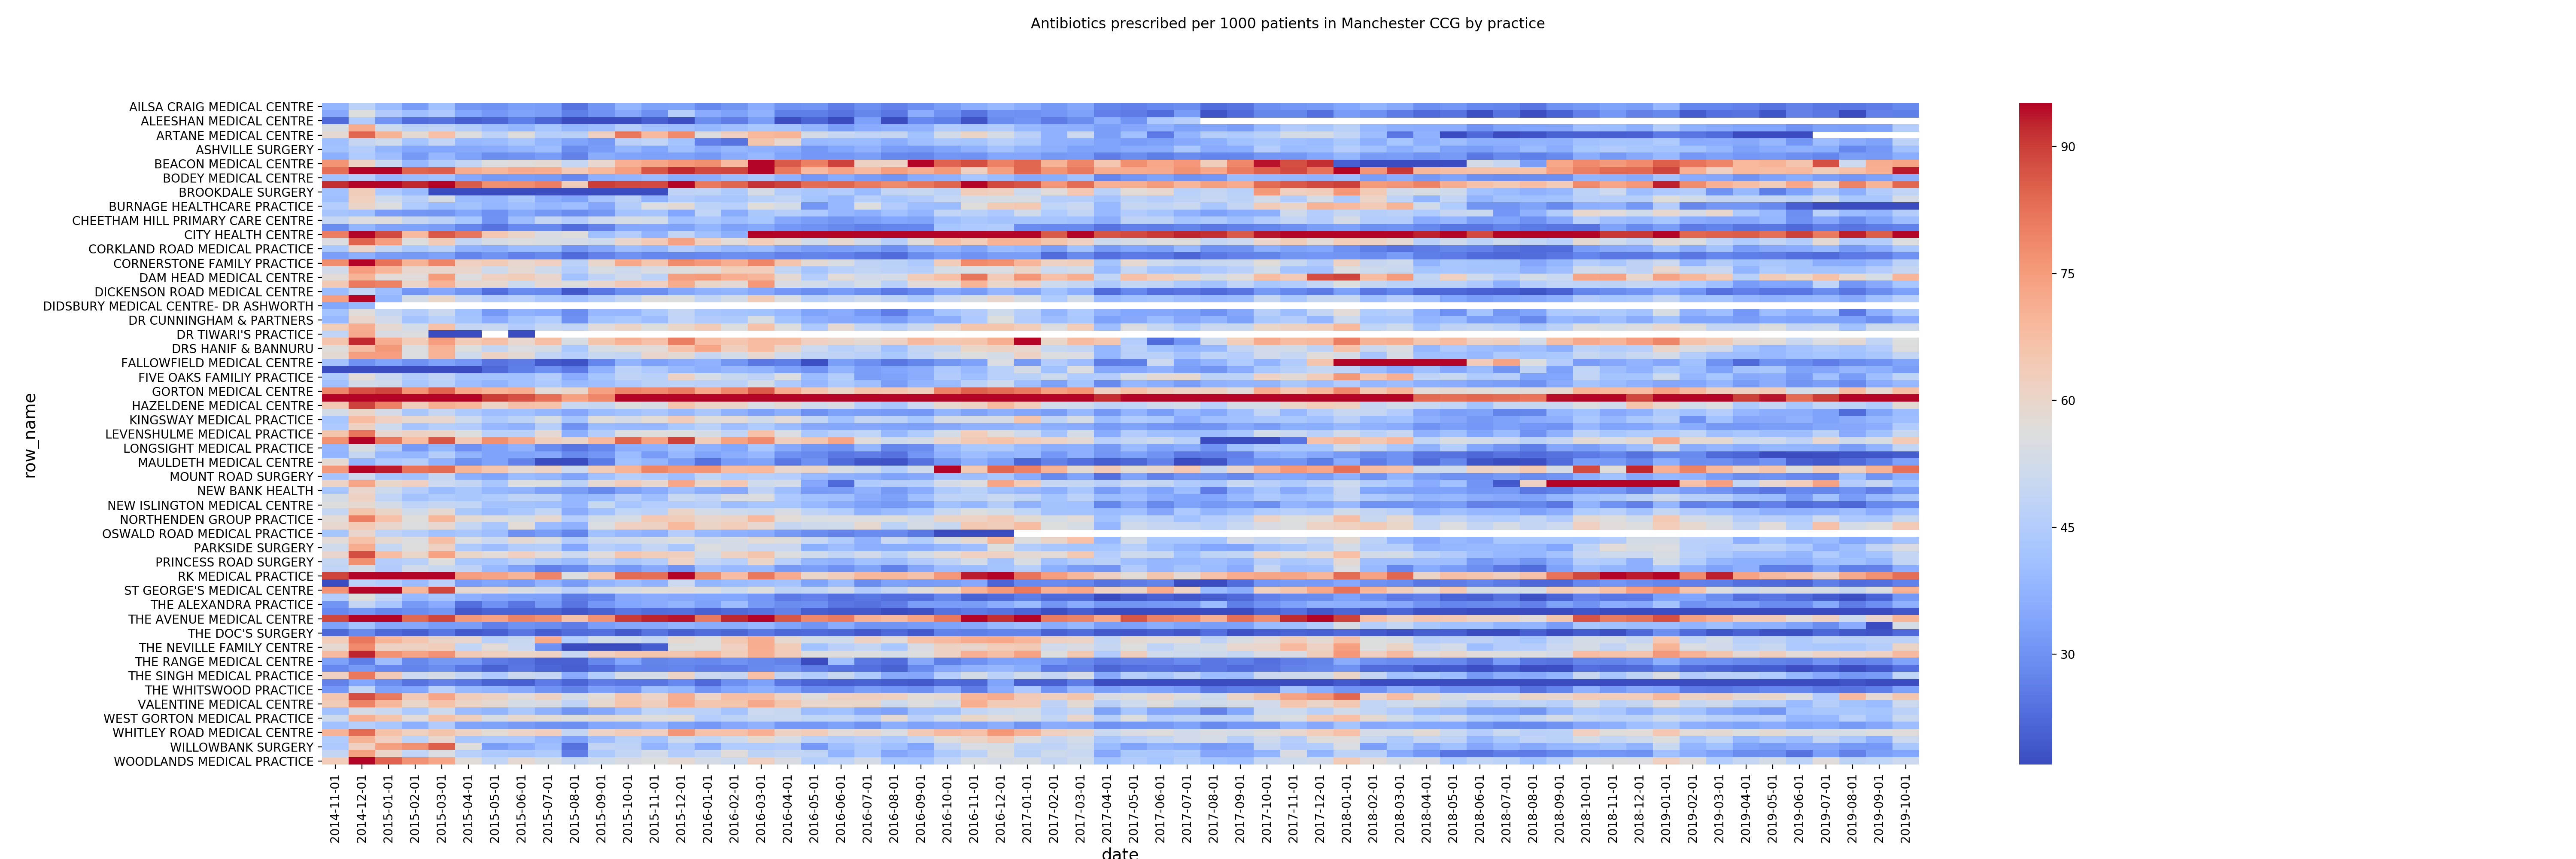 Antibiotics prescribed per 1000 patients in Manchester CCG by practice
row_name
AILSA CRAIG MEDICAL CENTRE
ALEESHAN MEDICAL CENTRE
ARTANE MEDICAL CENTRE
ASHVILLE SURGERY
BEACON MEDICAL CENTRE
BODEY MEDICAL CENTRE
BROOKDALE SURGERY
BURNAGE HEALTHCARE PRACTICE
CHEETHAM HILL PRIMARY CARE CENTRE
CITY HEALTH CENTRE
CORKLAND ROAD MEDICAL PRACTICE
CORNERSTONE FAMILY PRACTICE
DAM HEAD MEDICAL CENTRE
DICKENSON ROAD MEDICAL CENTRE
DIDSBURY MEDICAL CENTRE- DR ASHWORTH
DR CUNNINGHAM & PARTNERS
DR TIWARI'S PRACTICE
DRS HANIF & BANNURU
FALLOWFIELD MEDICAL CENTRE
FIVE OAKS FAMILIY PRACTICE
GORTON MEDICAL CENTRE
HAZELDENE MEDICAL CENTRE
KINGSWAY MEDICAL PRACTICE
LEVENSHULME MEDICAL PRACTICE
LONGSIGHT MEDICAL PRACTICE
MAULDETH MEDICAL CENTRE
MOUNT ROAD SURGERY
NEW BANK HEALTH
NEW ISLINGTON MEDICAL CENTRE
NORTHENDEN GROUP PRACTICE
OSWALD ROAD MEDICAL PRACTICE
PARKSIDE SURGERY
PRINCESS ROAD SURGERY
RK MEDICAL PRACTICE
ST GEORGE'S MEDICAL CENTRE
THE ALEXANDRA PRACTICE
THE AVENUE MEDICAL CENTRE
THE DOC'S SURGERY
THE NEVILLE FAMILY CENTRE
THE RANGE MEDICAL CENTRE
THE SINGH MEDICAL PRACTICE
THE WHITSWOOD PRACTICE
VALENTINE MEDICAL CENTRE
WEST GORTON MEDICAL PRACTICE
WHITLEY ROAD MEDICAL CENTRE
WILLOWBANK SURGERY
WOODLANDS MEDICAL PRACTICE
2014-11-01
2014-12-01
2015-01-01
2015-02-01
2015-03-01
2015-04-01
2015-05-01
2015-06-01
2015-07-01
2015-08-01
2015-09-01
2015-10-01
2015-11-01
2015-12-01
2016-01-01
2016-02-01
2016-03-01
2016-04-01
2016-05-01
2016-06-01
2016-07-01
2016-08-01
2016-09-01
2016-10-01
2016-11-01
2016-12-01
2017-01-01
2017-02-01
2017-03-01
2017-04-01
2017-05-01
2017-06-01
2017-07-01
2017-08-01
2017-09-01
2017-10-01
2017-11-01
2017-12-01
2018-01-01
2018-02-01
2018-03-01
2018-04-01
2018-05-01
2018-06-01
2018-07-01
2018-08-01
2018-09-01
2018-10-01
2018-11-01
2018-12-01
2019-01-01
2019-02-01
2019-03-01
2019-04-01
2019-05-01
2019-06-01
2019-07-01
2019-08-01
2019-09-01
2019-10-01
date
90
75
60
45
30